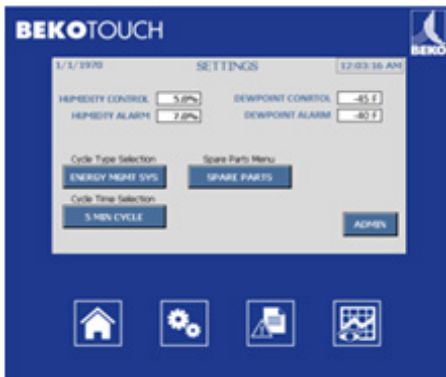 BEKOTOUCH
BEKO
1/1/1970 SETTINGS 12:03:16 AM
HUMIDITY CONTROL 5.0% DEWPOINT CONRTOL -45 F
HUMIDITY ALARM 7.0% DEWPOINT ALARM -40 F
Cycle Type Selection Spare Parts Menu
ENERGY MGMT SYS SPARE PARTS
Cycle Time Selection
5 MIN CYCLE ADMIN